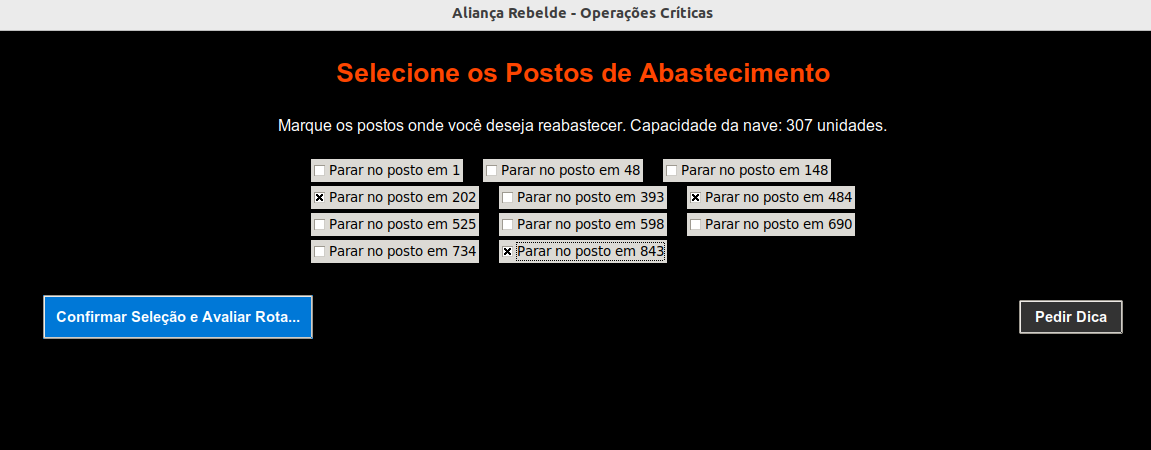 Aliança Rebelde - Operações Críticas
Selecione os Postos de Abastecimento
Marque os postos onde você deseja reabastecer. Capacidade da nave: 307 unidades.
Parar no posto em 1 Parar no posto em 48 Parar no posto em 148
Parar no posto em 202 Parar no posto em 393 Parar no posto em 484
Parar no posto em 525 Parar no posto em 598 Parar no posto em 690
Parar no posto em 734 Parar no posto em 843
Confirmar Seleção e Avaliar Rota... Pedir Dica